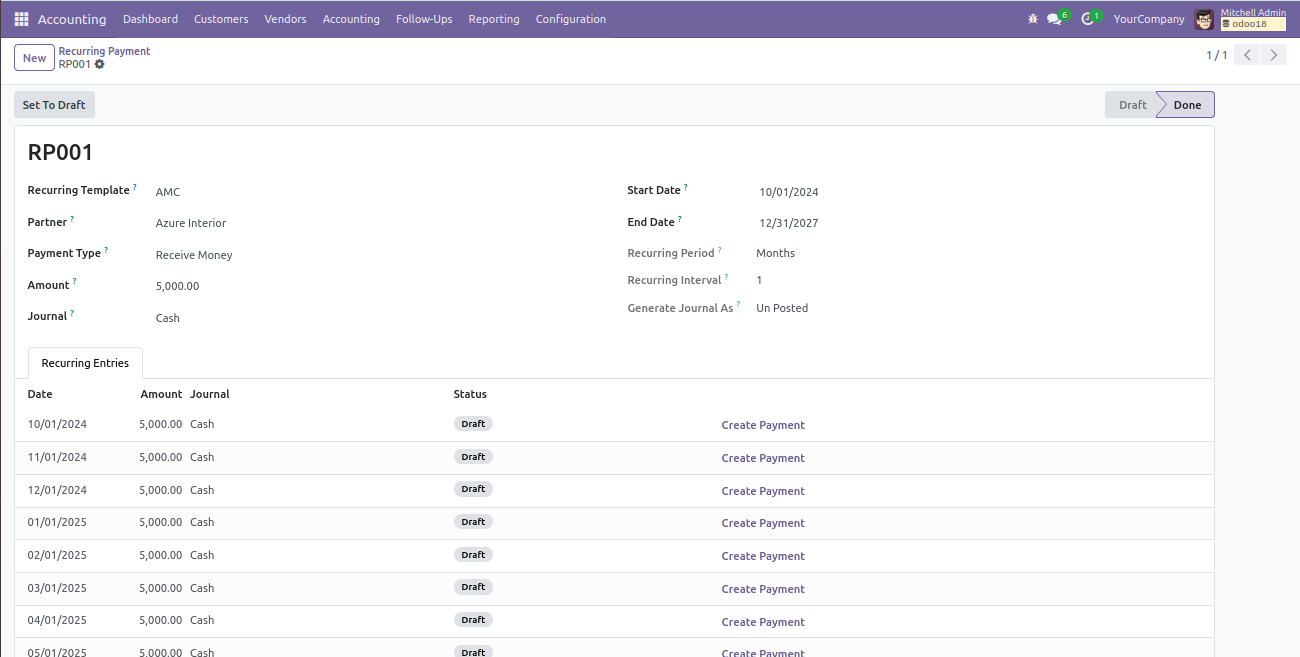 Accounting Dashboard Customers Vendors Accounting Follow-Ups Reporting Configuration 6 1 YourCompany Mitchell Admin
odoo18
New Recurring Payment
RP001
1 / 1
Set To Draft Draft Done
RP001
Recurring Template ? AMC
Partner ? Azure Interior
Payment Type ? Receive Money
Amount ? 5,000.00
Journal ? Cash
Start Date ? 10/01/2024
End Date ? 12/31/2027
Recurring Period ? Months
Recurring Interval ? 1
Generate Journal As ? Un Posted
Recurring Entries
Date Amount Journal Status
10/01/2024 5,000.00 Cash Draft Create Payment
11/01/2024 5,000.00 Cash Draft Create Payment
12/01/2024 5,000.00 Cash Draft Create Payment
01/01/2025 5,000.00 Cash Draft Create Payment
02/01/2025 5,000.00 Cash Draft Create Payment
03/01/2025 5,000.00 Cash Draft Create Payment
04/01/2025 5,000.00 Cash Draft Create Payment
05/01/2025 5,000.00 Cash Draft Create Payment